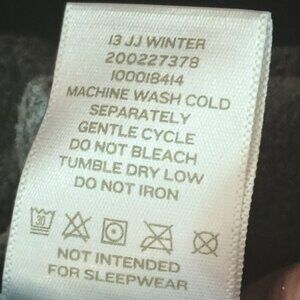 13 JJ WINTER
200227378
100018414
MACHINE WASH COLD
SEPARATELY
GENTLE CYCLE
DO NOT BLEACH
TUMBLE DRY LOW
DO NOT IRON
30
NOT INTENDED
FOR SLEEPWEAR